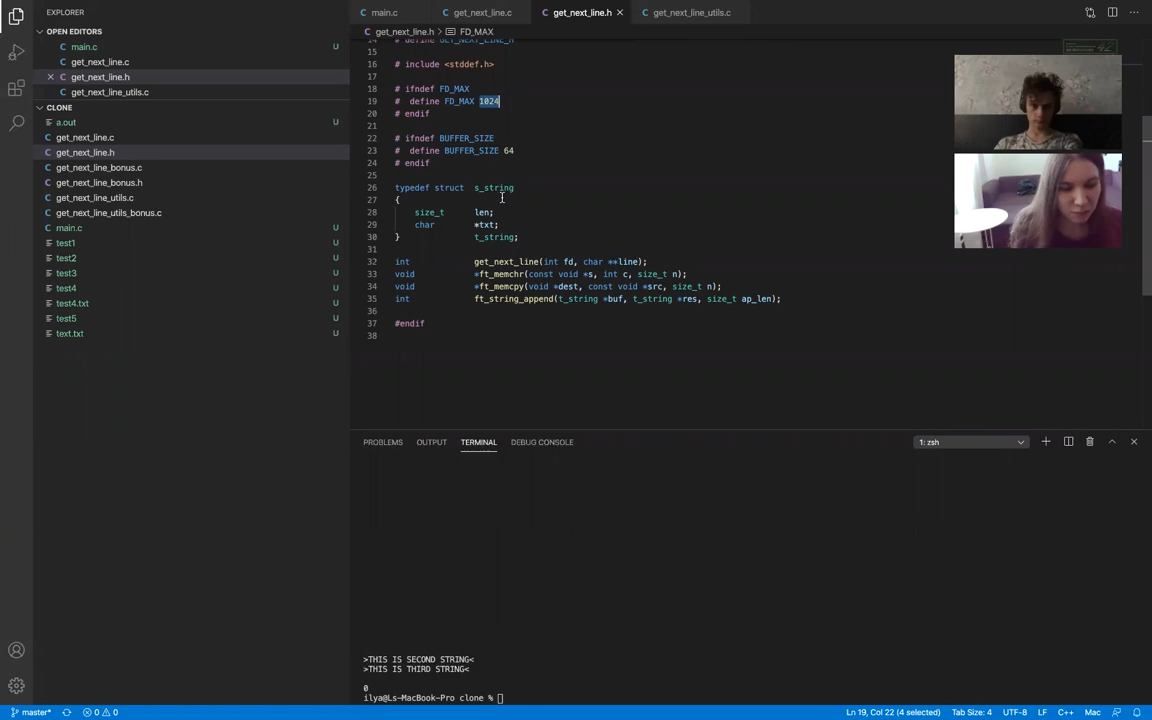 EXPLORER
OPEN EDITORS
main.c U
get_next_line.c
get_next_line.h
get_next_line_utils.c
CLONE
a.out U
get_next_line.c
get_next_line.h
get_next_line_bonus.c
get_next_line_bonus.h
get_next_line_utils.c
get_next_line_utils_bonus.c
main.c U
test1 U
test2 U
test3 U
test4 U
test4.txt U
test5 U
text.txt U
main.c get_next_line.c get_next_line.h get_next_line_utils.c
get_next_line.h > FD_MAX
14 # define GET_NEXT_LINE_H
15
16 # include <stddef.h>
17
18 # ifndef FD_MAX
19 # define FD_MAX 1024
20 # endif
21
22 # ifndef BUFFER_SIZE
23 # define BUFFER_SIZE 64
24 # endif
25
26 typedef struct s_string
27 {
28 size_t len;
29 char *txt;
30 } t_string;
31
32 int get_next_line(int fd, char **line);
33 void *ft_memchr(const void *s, int c, size_t n);
34 void *ft_memcpy(void *dest, const void *src, size_t n);
35 int ft_string_append(t_string *buf, t_string *res, size_t ap_len);
36
37 #endif
38
PROBLEMS OUTPUT TERMINAL DEBUG CONSOLE 1: zsh
>THIS IS SECOND STRING<
>THIS IS THIRD STRING<
0
ilya@Ls-MacBook-Pro clone %
master* 0 0 Ln 19, Col 22 (4 selected) Tab Size: 4 UTF-8 LF C++ Mac